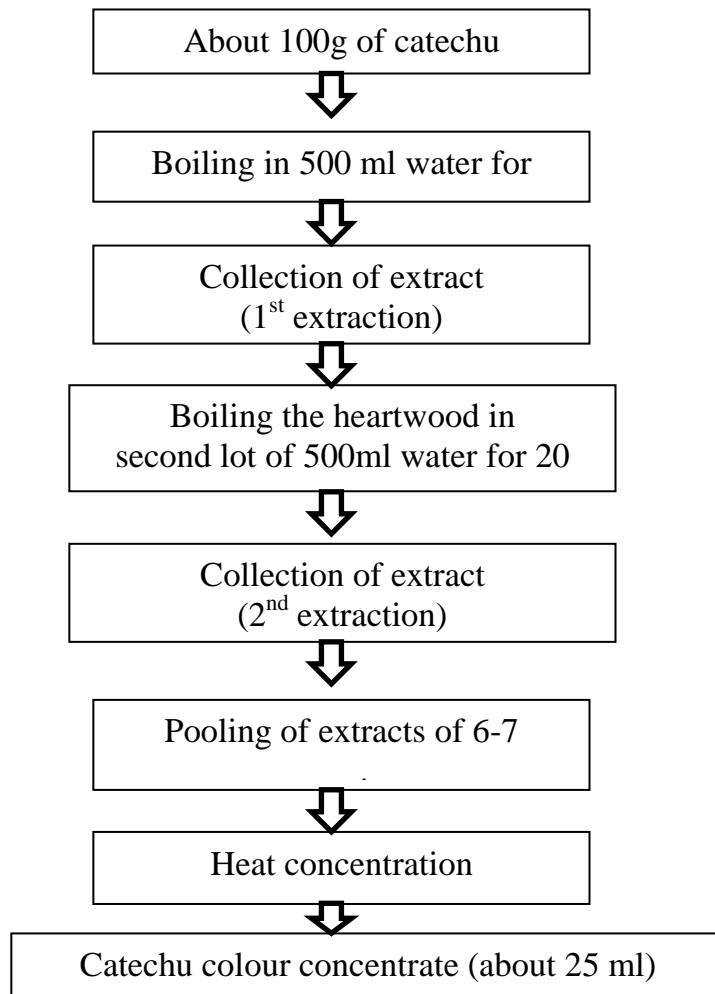 About 100g of catechu
Boiling in 500 ml water for
Collection of extract
(1st extraction)
Boiling the heartwood in
second lot of 500ml water for 20
Collection of extract
(2nd extraction)
Pooling of extracts of 6-7
Heat concentration
Catechu colour concentrate (about 25 ml)